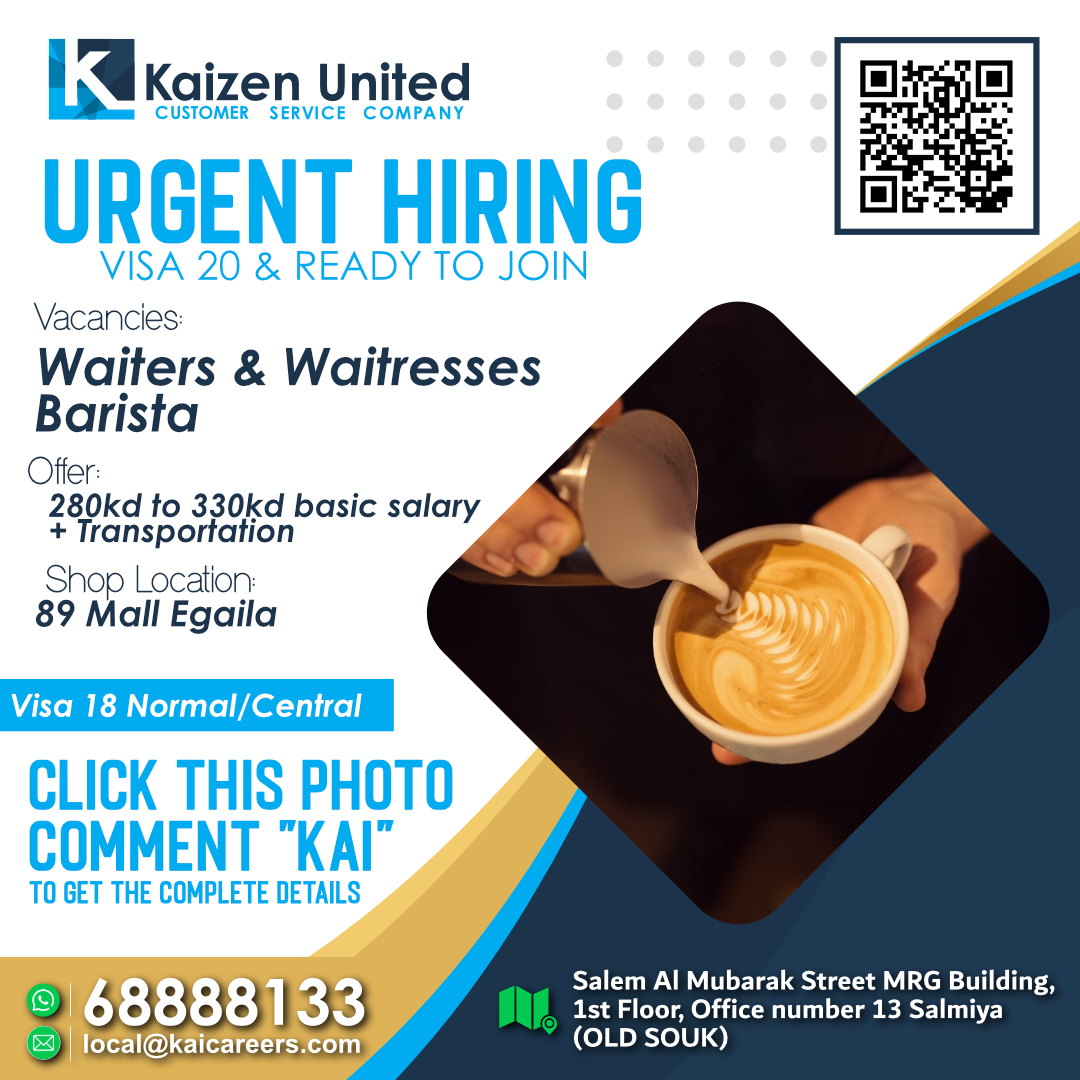 K Kaizen United
CUSTOMER SERVICE COMPANY
URGENT HIRING
VISA 20 & READY TO JOIN
Vacancies:
Waiters & Waitresses
Barista
Offer:
280kd to 330kd basic salary
+ Transportation
Shop Location:
89 Mall Egaila
Visa 18 Normal/Central
CLICK THIS PHOTO
COMMENT "KAI"
TO GET THE COMPLETE DETAILS
68888133
local@kaicareers.com
Salem Al Mubarak Street MRG Building,
1st Floor, Office number 13 Salmiya
(OLD SOUK)